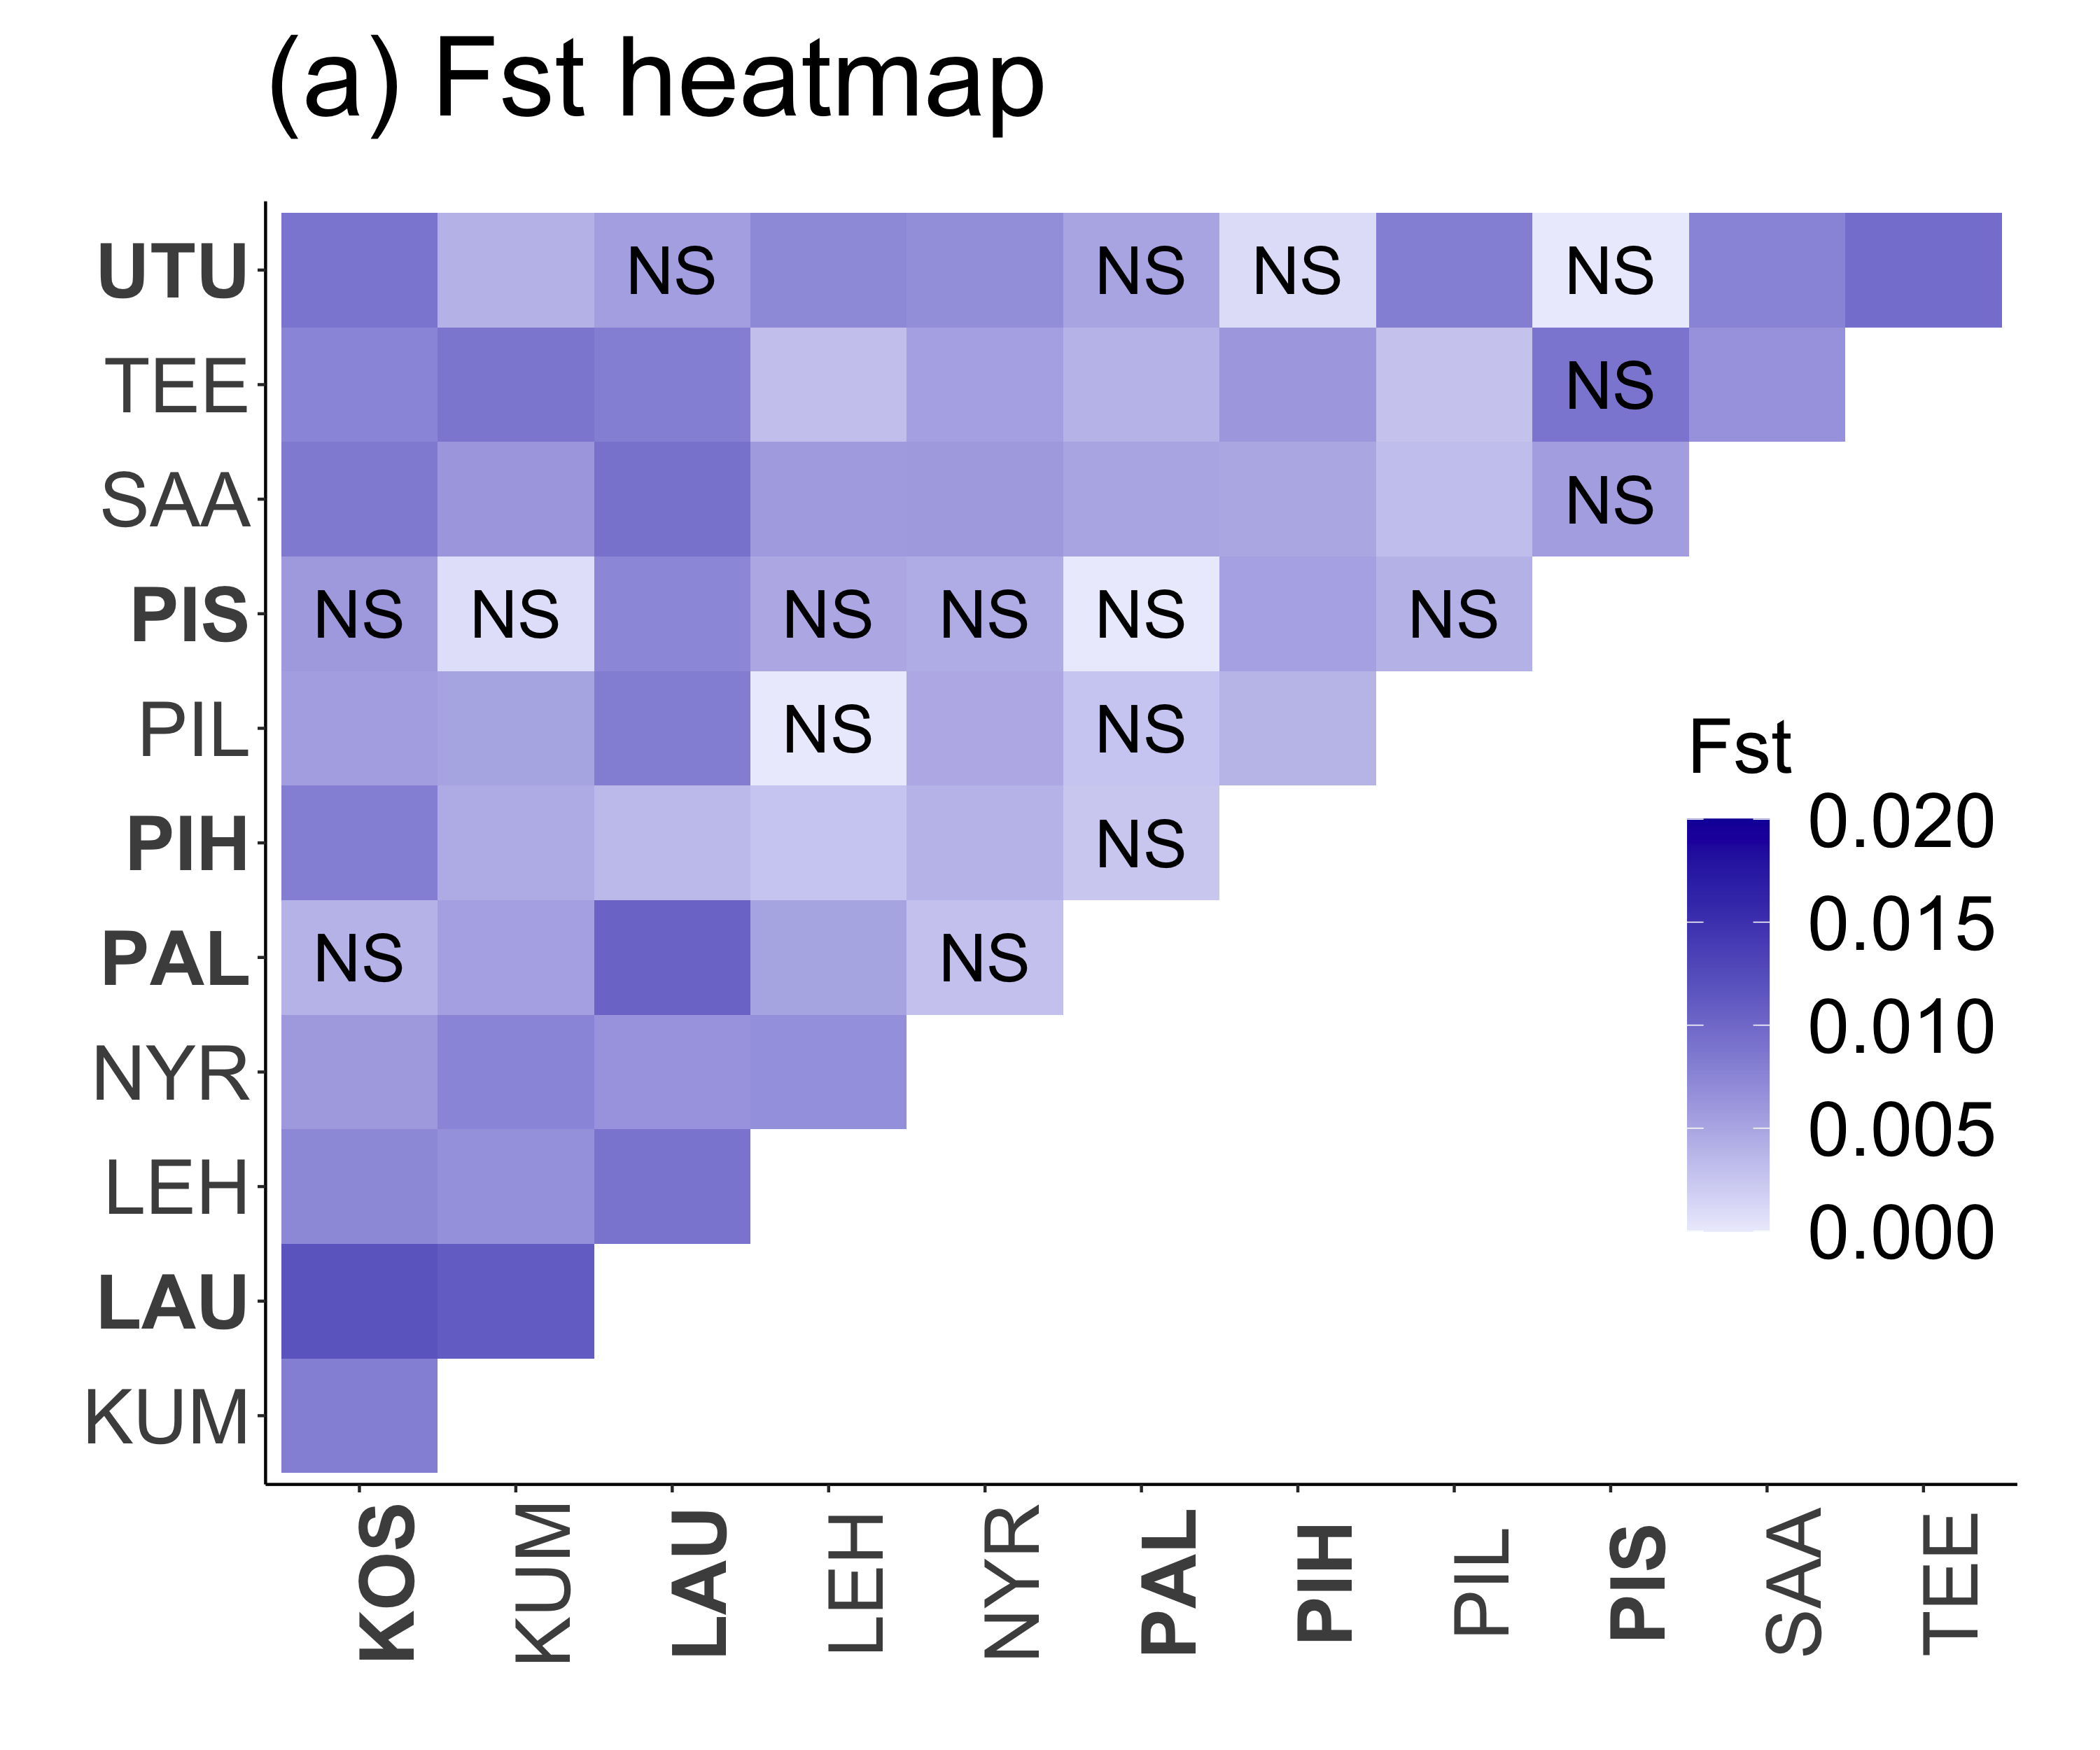 (a) Fst heatmap
UTU NS NS NS NS
TEE NS
SAA NS
PIS NS NS NS NS NS NS
PIL NS NS
Fst
PIH NS
0.020
PAL NS NS
0.015
NYR
0.010
LEH
0.005
LAU
0.000
KUM
KOS KUM LAU LEH NYR PAL PIH PIL PIS SAA TEE